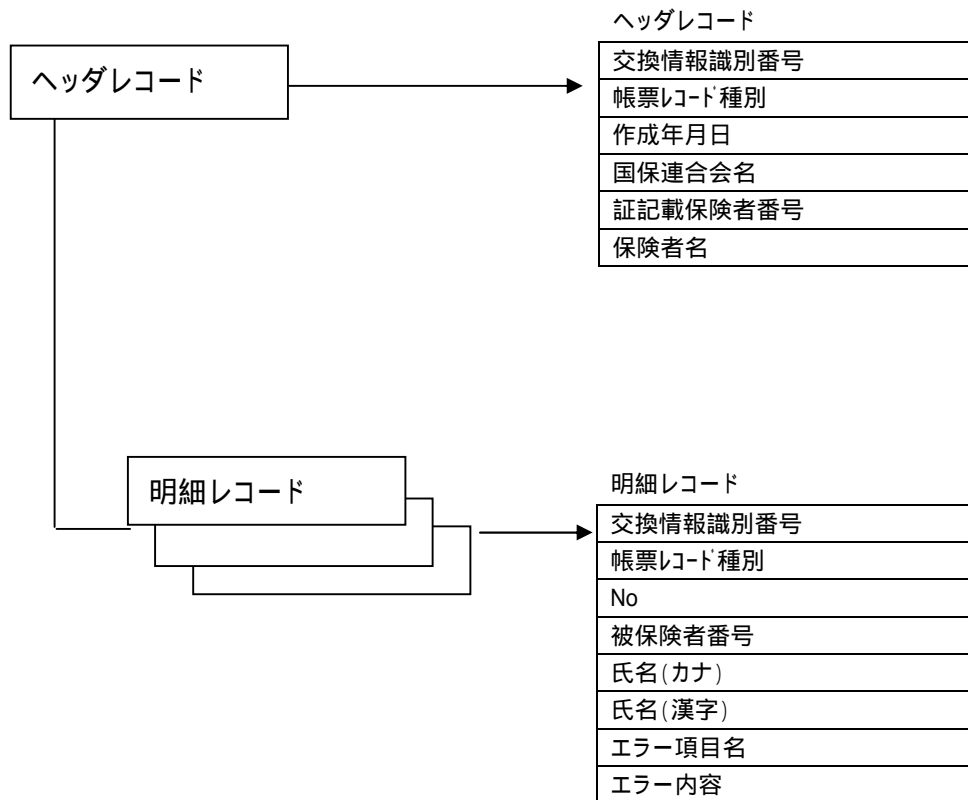 ヘッダレコード
ヘッダレコード
交換情報識別番号
帳票ﾚｺｰﾄﾞ種別
作成年月日
国保連合会名
証記載保険者番号
保険者名
明細レコード
明細レコード
交換情報識別番号
帳票ﾚｺｰﾄﾞ種別
No
被保険者番号
氏名(カナ)
氏名(漢字)
エラー項目名
エラー内容